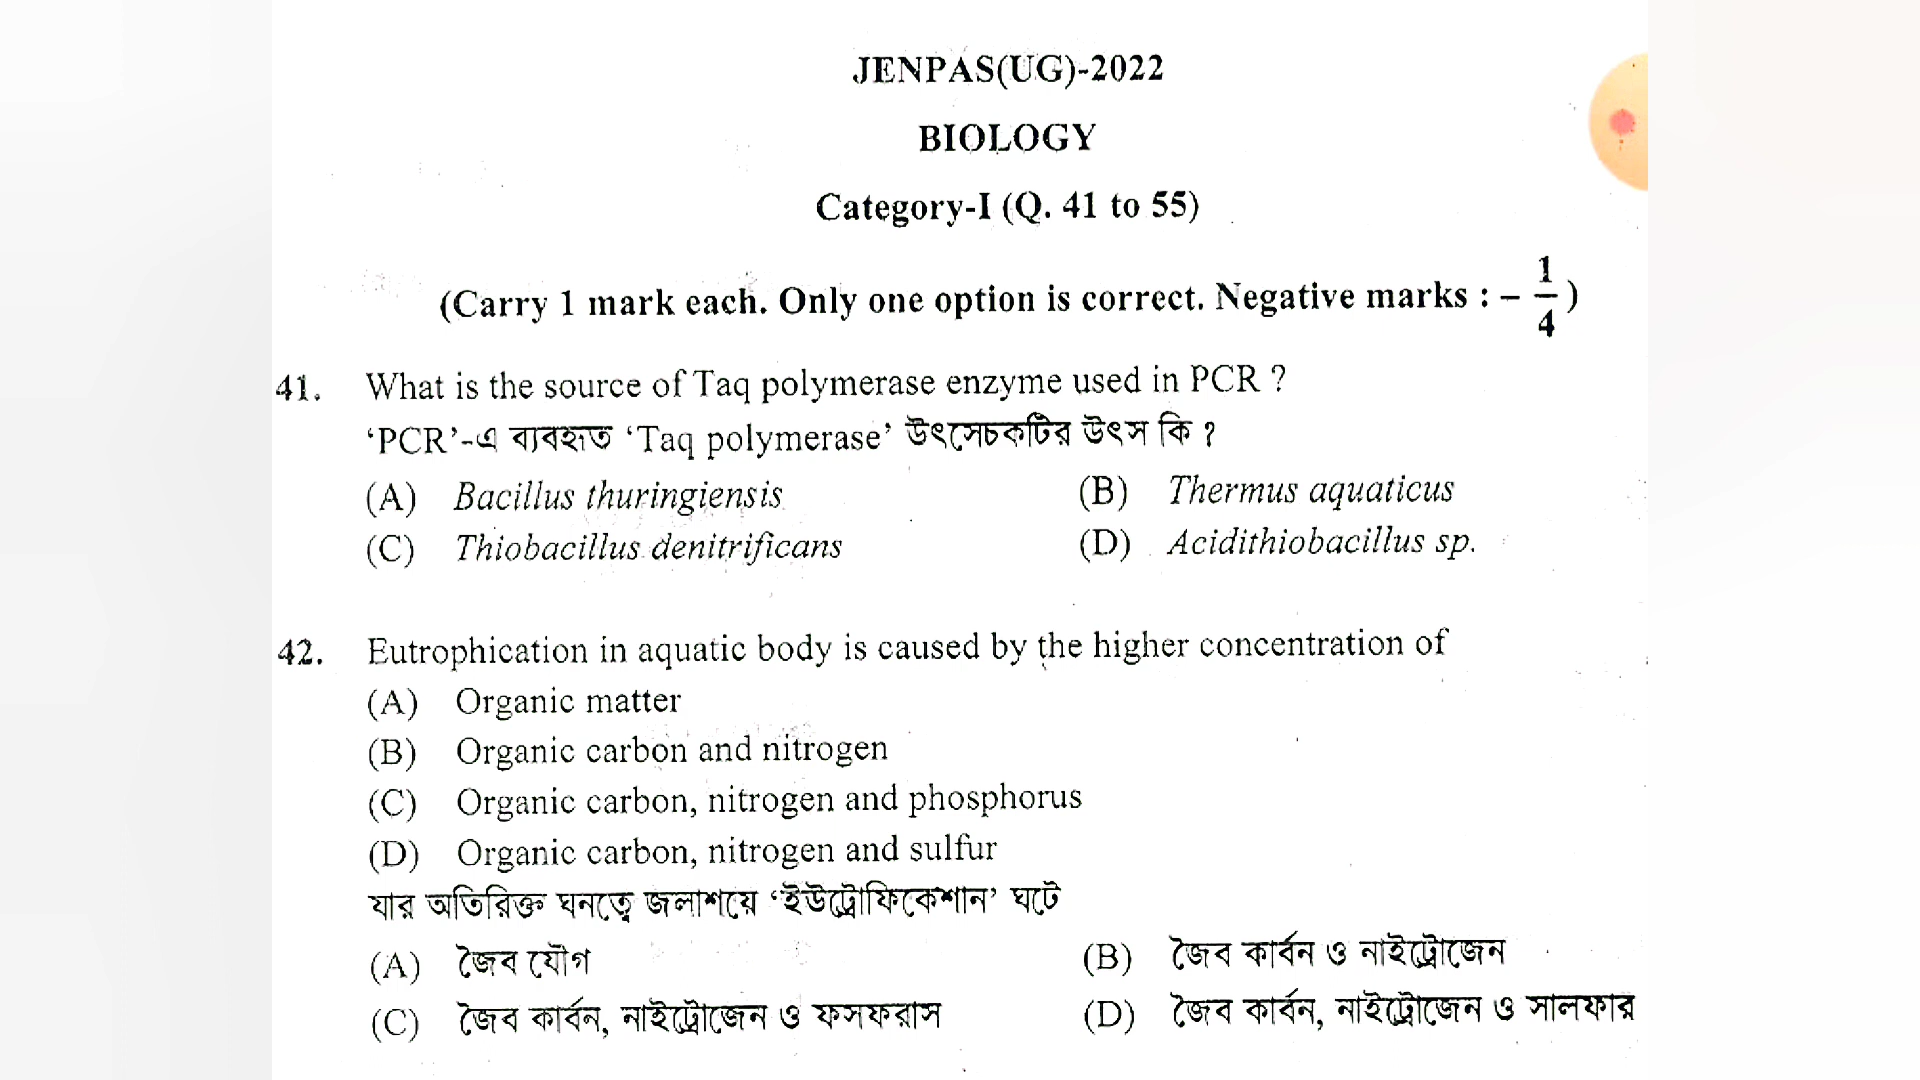 JENPAS(UG)-2022
BIOLOGY
Category-I (Q. 41 to 55)
(Carry 1 mark each. Only one option is correct. Negative marks : – 1/4)
41. What is the source of Taq polymerase enzyme used in PCR ?
‘PCR’-এ ব্যবহৃত ‘Taq polymerase’ উৎসেচকটির উৎস কি ?
(A) Bacillus thuringiensis (B) Thermus aquaticus
(C) Thiobacillus denitrificans (D) Acidithiobacillus sp.
42. Eutrophication in aquatic body is caused by the higher concentration of
(A) Organic matter
(B) Organic carbon and nitrogen
(C) Organic carbon, nitrogen and phosphorus
(D) Organic carbon, nitrogen and sulfur
যার অতিরিক্ত ঘনত্বে জলাশয়ে ‘ইউট্রোফিকেশান’ ঘটে
(A) জৈব যৌগ (B) জৈব কার্বন ও নাইট্রোজেন
(C) জৈব কার্বন, নাইট্রোজেন ও ফসফরাস (D) জৈব কার্বন, নাইট্রোজেন ও সালফার